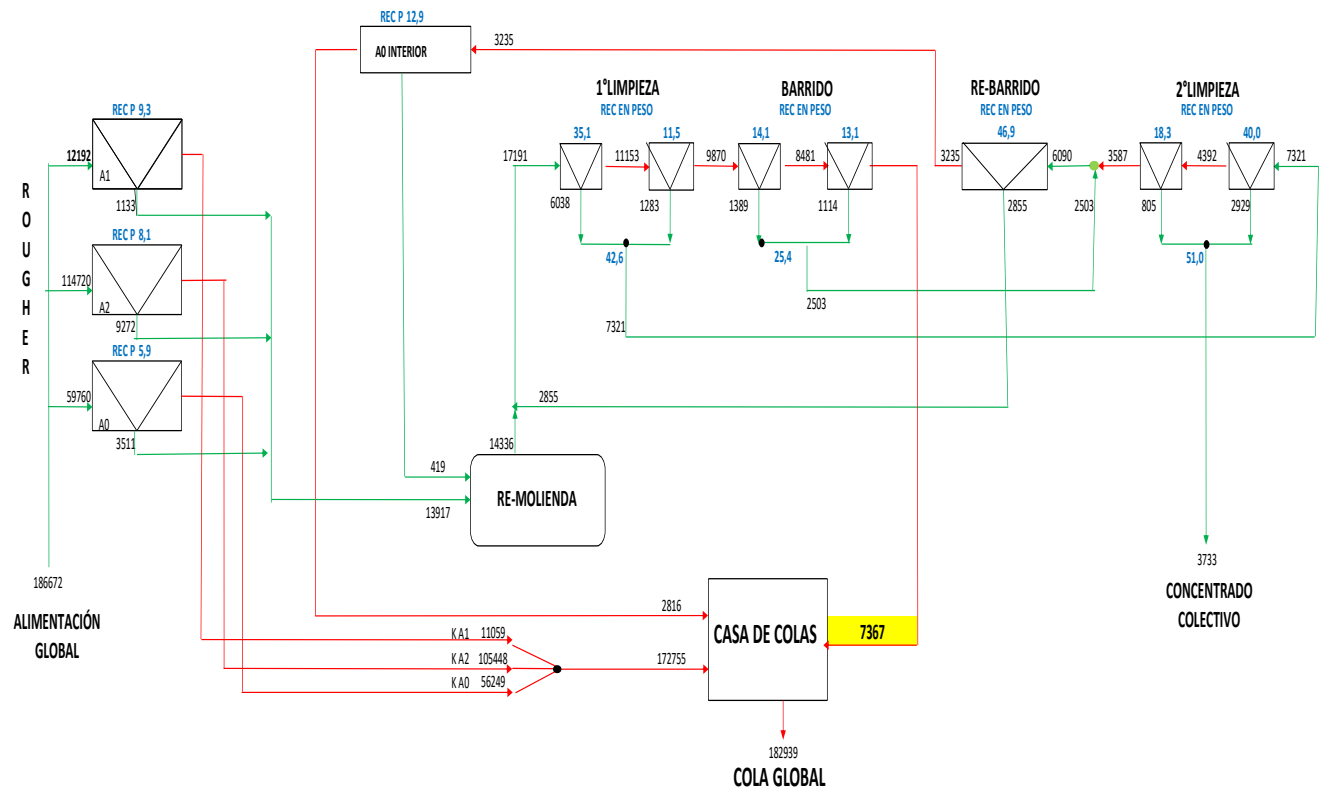 REC P 12,9
A0 INTERIOR
3235
1°LIMPIEZA
REC EN PESO
BARRIDO
REC EN PESO
RE-BARRIDO
REC EN PESO
2°LIMPIEZA
REC EN PESO
REC P 9,3
35,1
11,5
14,1
13,1
46,9
18,3
40,0
12192
A1
1133
17191
11153
9870
8481
3235
6090
3587
4392
7321
6038
1283
1389
1114
2855
2503
805
2929
ROUGHER
REC P 8,1
42,6
25,4
51,0
114720
A2
9272
2503
7321
REC P 5,9
59760
A0
3511
2855
14336
419
RE-MOLIENDA
13917
186672
ALIMENTACIÓN
GLOBAL
3733
CONCENTRADO
COLECTIVO
2816
CASA DE COLAS
7367
K A1 11059
K A2 105448
K A0 56249
172755
182939
COLA GLOBAL